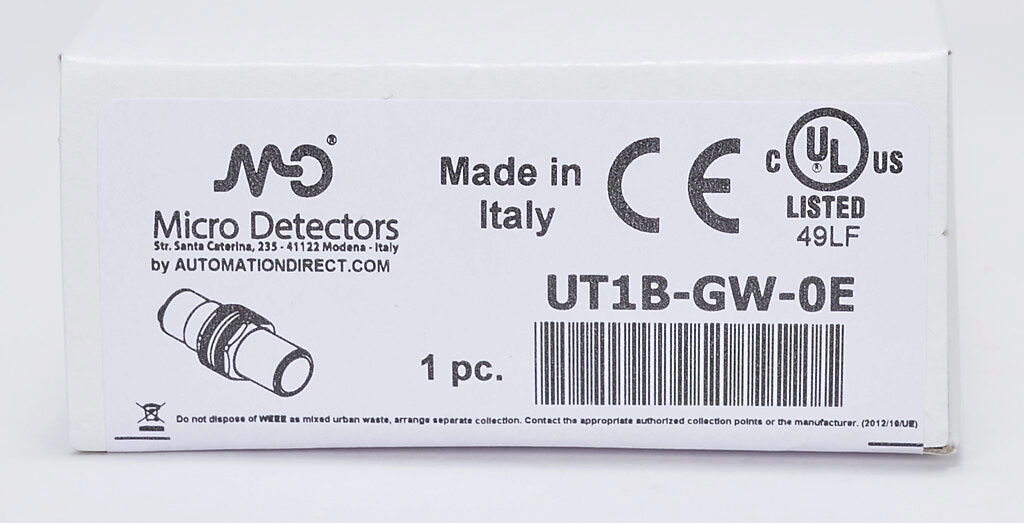 MD®
Micro Detectors
Str. Santa Caterina, 235 - 41122 Modena - Italy
by AUTOMATIONDIRECT.COM
Made in
Italy
CE
C UL® US
LISTED
49LF
UT1B-GW-0E
1 pc.
Do not dispose of WEEE as mixed urban waste, arrange separate collection. Contact the appropriate authorized collection points or the manufacturer. (2012/19/UE)